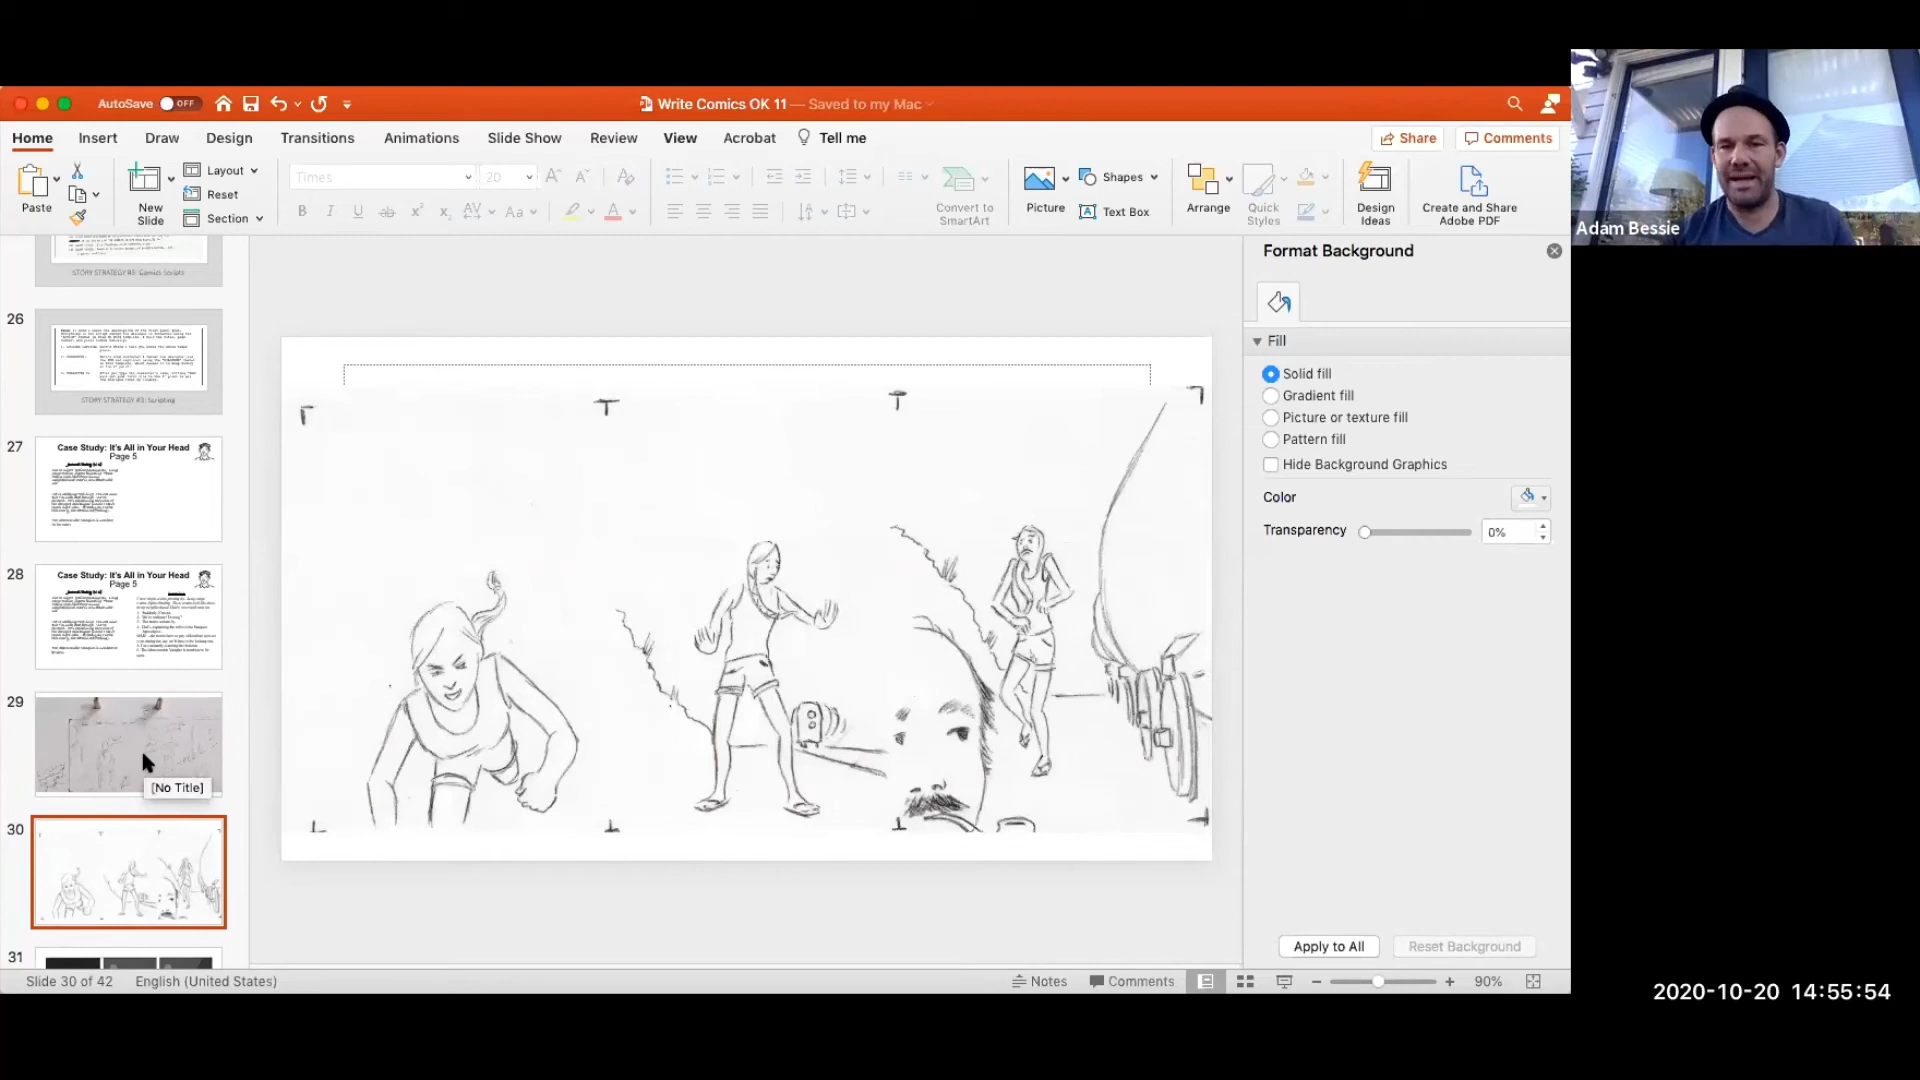 AutoSave OFF
Write Comics OK 11 — Saved to my Mac
Home Insert Draw Design Transitions Animations Slide Show Review View Acrobat Tell me
Share Comments
Paste
New Slide
Layout
Reset
Section
Times 20
Convert to SmartArt
Picture
Shapes
Text Box
Arrange
Quick Styles
Design Ideas
Create and Share Adobe PDF
Adam Bessie
STORY STRATEGY #3: Comics Scripts
26
STORY STRATEGY #3: Scripting
27
Case Study: It's All in Your Head
Page 5
28
Case Study: It's All in Your Head
Page 5
29
[No Title]
30
31
Format Background
Fill
Solid fill
Gradient fill
Picture or texture fill
Pattern fill
Hide Background Graphics
Color
Transparency 0%
Apply to All Reset Background
Slide 30 of 42 English (United States)
Notes Comments 90%
2020-10-20 14:55:54